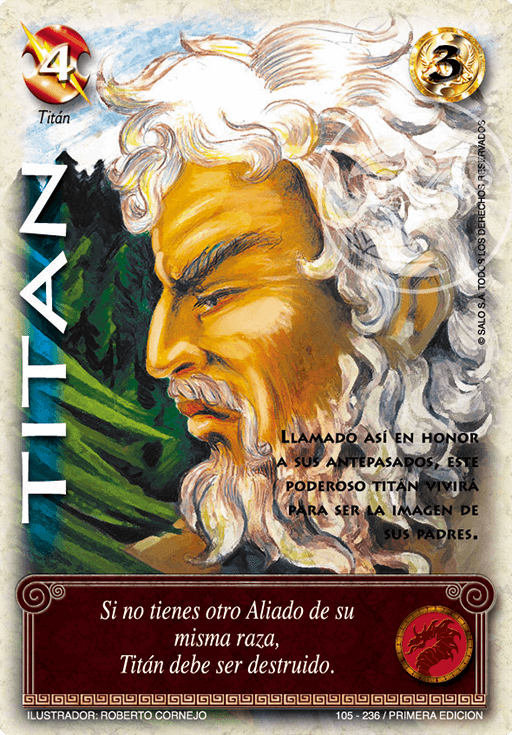 4
3
Titán
TITAN
© SALO S.A. TODOS LOS DERECHOS RESERVADOS
LLAMADO ASÍ EN HONOR
A SUS ANTEPASADOS, ESTE
PODEROSO TITÁN VIVIRÁ
PARA SER LA IMAGEN DE
SUS PADRES.
Si no tienes otro Aliado de su
misma raza,
Titán debe ser destruido.
ILUSTRADOR: ROBERTO CORNEJO
105 - 236 / PRIMERA EDICION